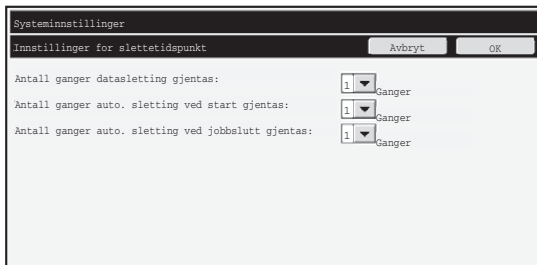 Systeminnstillinger
Innstillinger for slettetidspunkt Avbryt OK
Antall ganger datasletting gjentas: 1 Ganger
Antall ganger auto. sletting ved start gjentas: 1 Ganger
Antall ganger auto. sletting ved jobbslutt gjentas: 1 Ganger